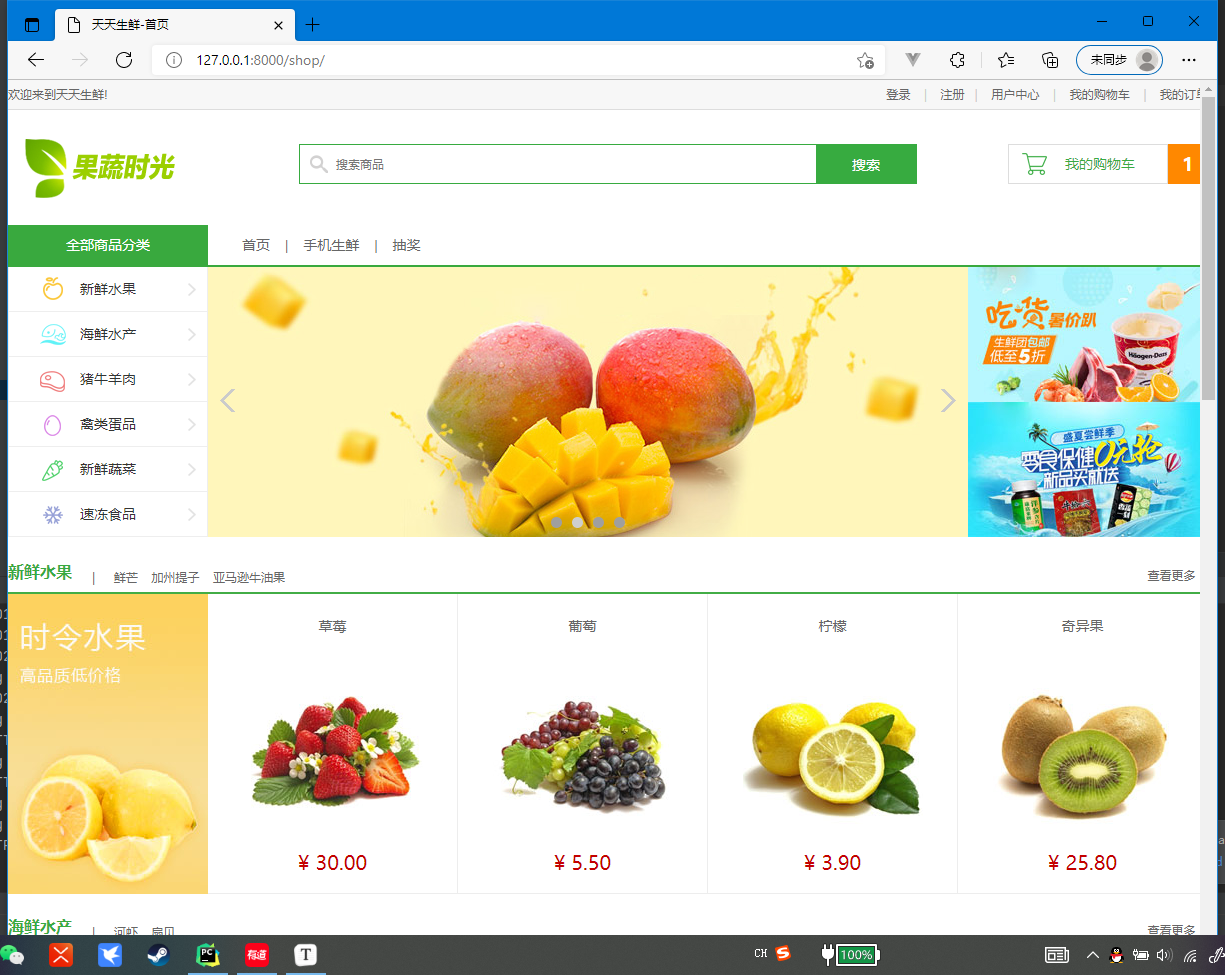 天天生鲜-首页
127.0.0.1:8000/shop/
未同步
欢迎来到天天生鲜!
登录 | 注册 | 用户中心 | 我的购物车 | 我的订单
果蔬时光
搜索商品
搜索
我的购物车
1
全部商品分类
首页 | 手机生鲜 | 抽奖
新鲜水果
海鲜水产
猪牛羊肉
禽类蛋品
新鲜蔬菜
速冻食品
吃货暑价趴
生鲜团包邮
低至5折
Häagen-Dazs
盛夏尝鲜季
零食保健0元抢
新品买就送
新鲜水果 | 鲜芒 加州提子 亚马逊牛油果
查看更多
时令水果
高品质低价格
草莓
葡萄
柠檬
奇异果
¥ 30.00
¥ 5.50
¥ 3.90
¥ 25.80
海鲜水产 | 河虾 扇贝
查看更多
PC
有道
T
CH
S
100%